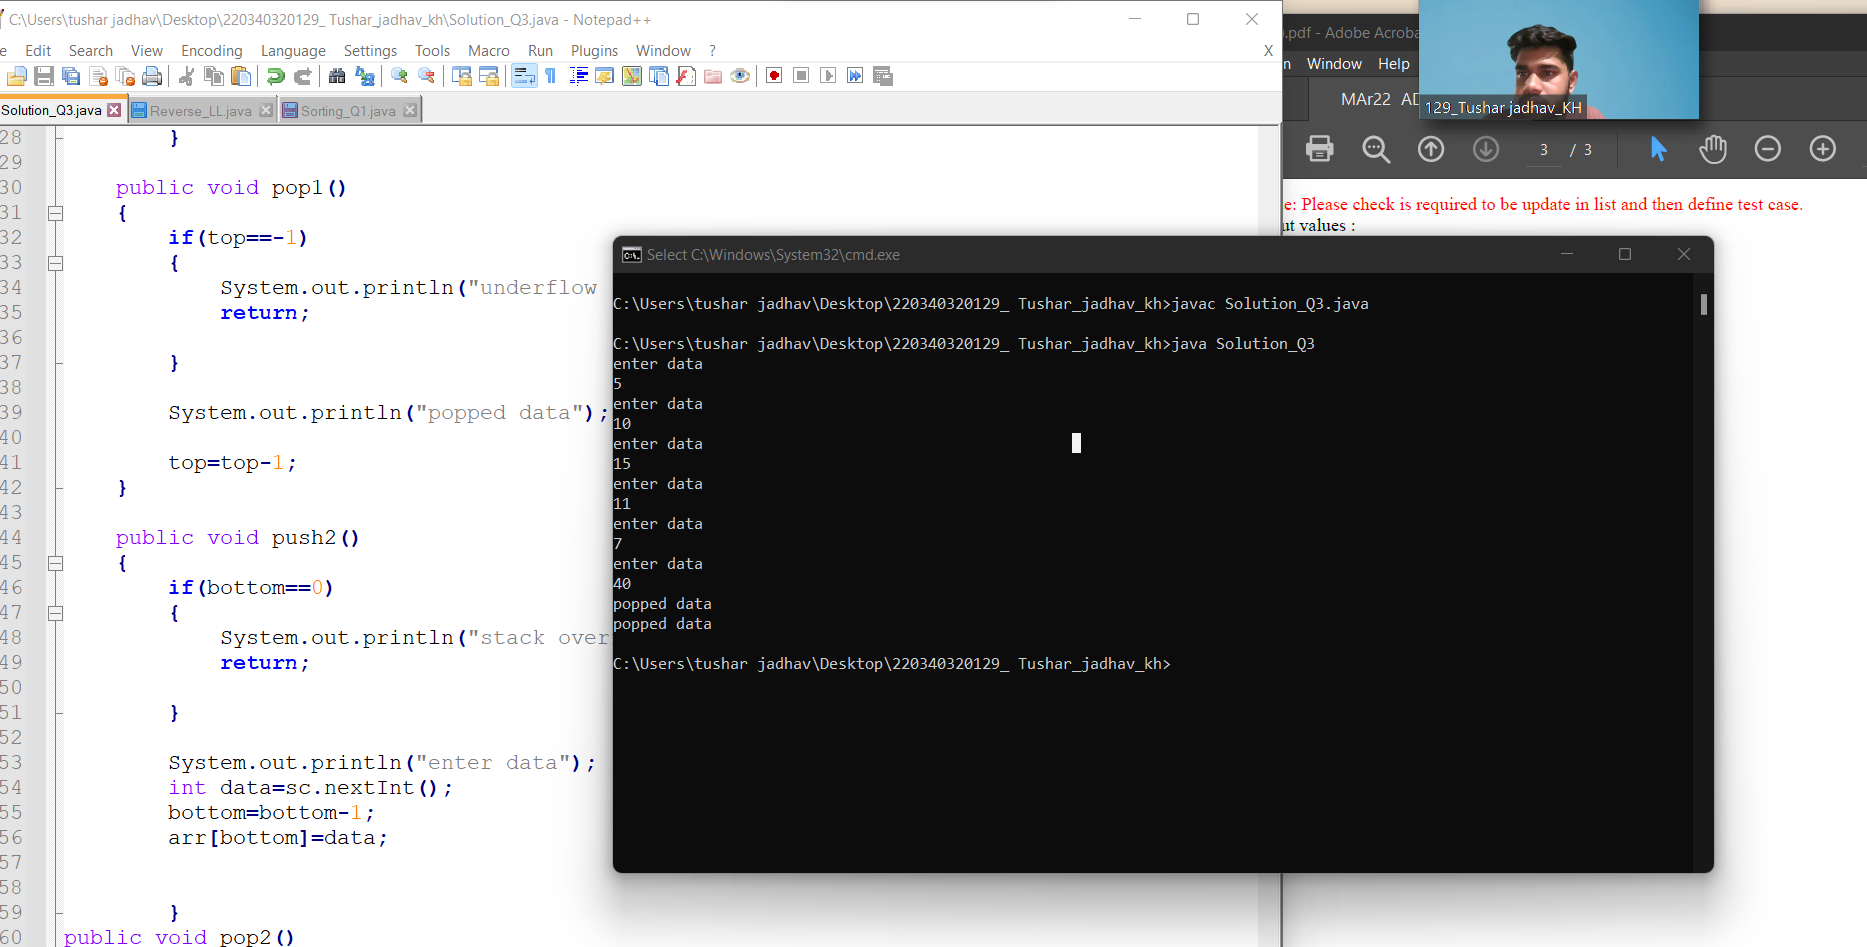 C:\Users\tushar jadhav\Desktop\220340320129_ Tushar_jadhav_kh\Solution_Q3.java - Notepad++
e Edit Search View Encoding Language Settings Tools Macro Run Plugins Window ? X
Solution_Q3.java Reverse_LL.java Sorting_Q1.java
28 }
29
30 public void pop1()
31 {
32 if(top==-1)
33 {
34 System.out.println("underflow
35 return;
36
37 }
38
39 System.out.println("popped data");
40
41 top=top-1;
42 }
43
44 public void push2()
45 {
46 if(bottom==0)
47 {
48 System.out.println("stack over
49 return;
50
51 }
52
53 System.out.println("enter data");
54 int data=sc.nextInt();
55 bottom=bottom-1;
56 arr[bottom]=data;
57
58
59 }
60 public void pop2()
.pdf - Adobe Acroba
n Window Help
MAr22 AD
129_Tushar jadhav_KH
3 / 3
e: Please check is required to be update in list and then define test case.
ut values :
Select C:\Windows\System32\cmd.exe
C:\Users\tushar jadhav\Desktop\220340320129_ Tushar_jadhav_kh>javac Solution_Q3.java
C:\Users\tushar jadhav\Desktop\220340320129_ Tushar_jadhav_kh>java Solution_Q3
enter data
5
enter data
10
enter data
15
enter data
11
enter data
7
enter data
40
popped data
popped data
C:\Users\tushar jadhav\Desktop\220340320129_ Tushar_jadhav_kh>